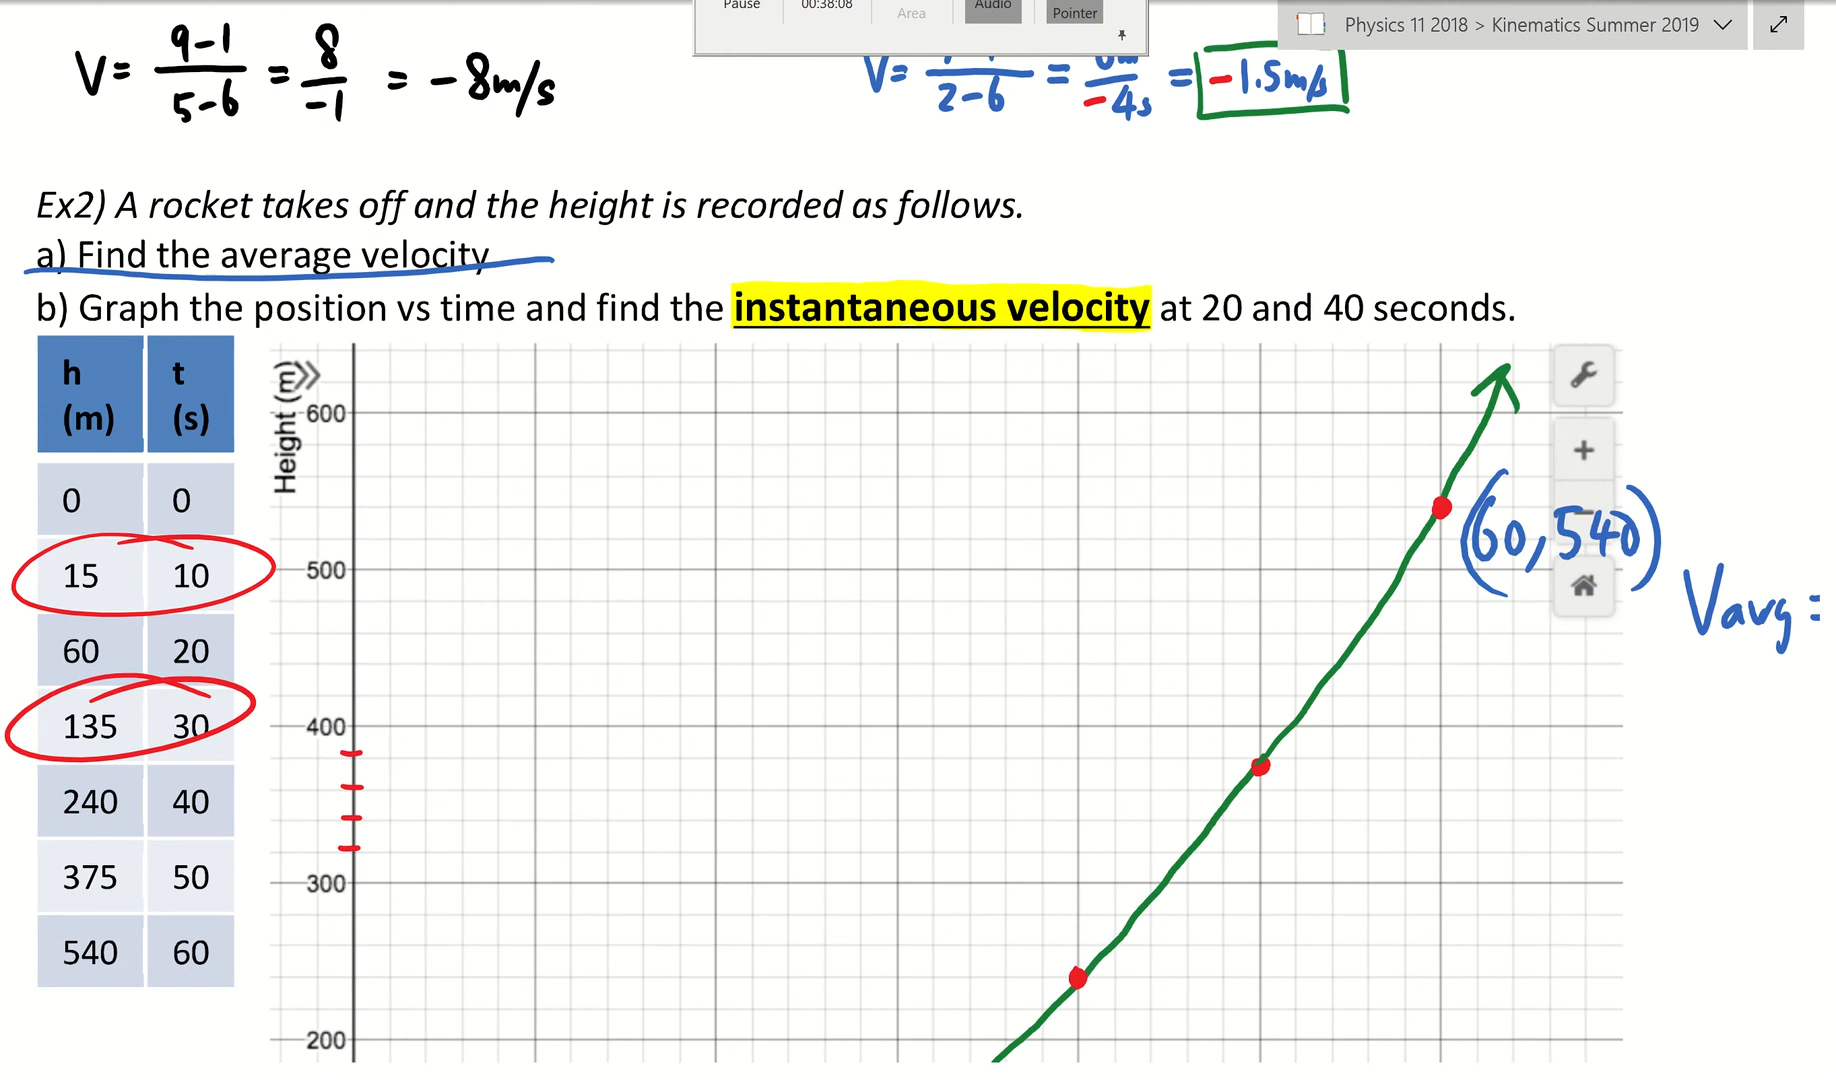 Pause 00:38:08 Area Audio Pointer
Physics 11 2018 > Kinematics Summer 2019
V= 9-1 / 5-6 = 8 / -1 = -8m/s
V= / 2-6 = / -4s = -1.5m/s
Ex2) A rocket takes off and the height is recorded as follows.
a) Find the average velocity
b) Graph the position vs time and find the instantaneous velocity at 20 and 40 seconds.
h (m) t (s)
0 0
15 10
60 20
135 30
240 40
375 50
540 60
Height (m)
600
500
400
300
200
(60, 540)
Vavg =